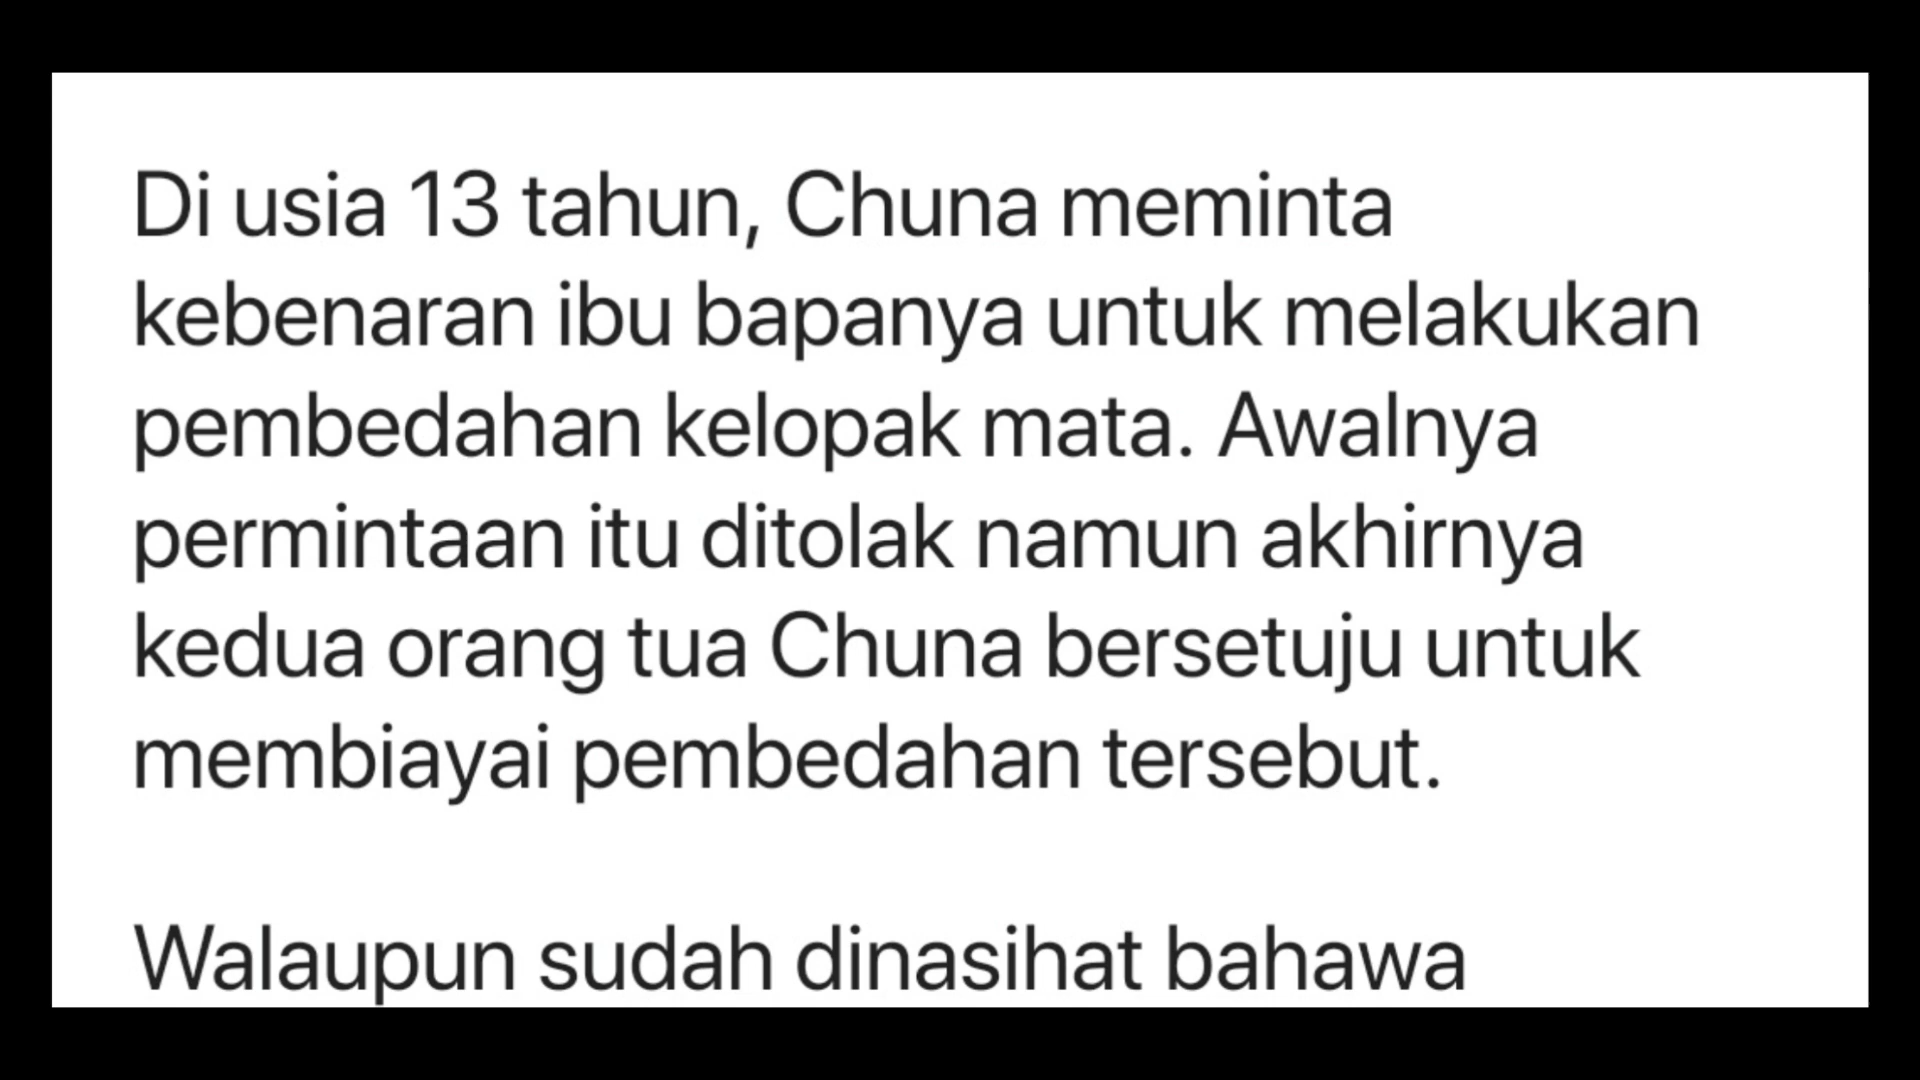 Di usia 13 tahun, Chuna meminta
kebenaran ibu bapanya untuk melakukan
pembedahan kelopak mata. Awalnya
permintaan itu ditolak namun akhirnya
kedua orang tua Chuna bersetuju untuk
membiayai pembedahan tersebut.
Walaupun sudah dinasihat bahawa